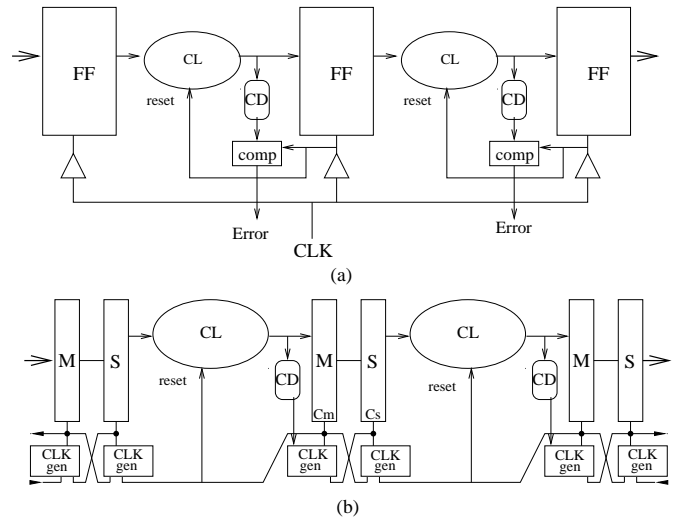 FF
CL
CD
reset
comp
Error
FF
CL
CD
reset
comp
Error
FF
CLK
(a)
M
S
CL
CD
reset
M
S
Cm
Cs
CL
CD
reset
M
S
CLK
gen
CLK
gen
CLK
gen
CLK
gen
CLK
gen
CLK
gen
(b)